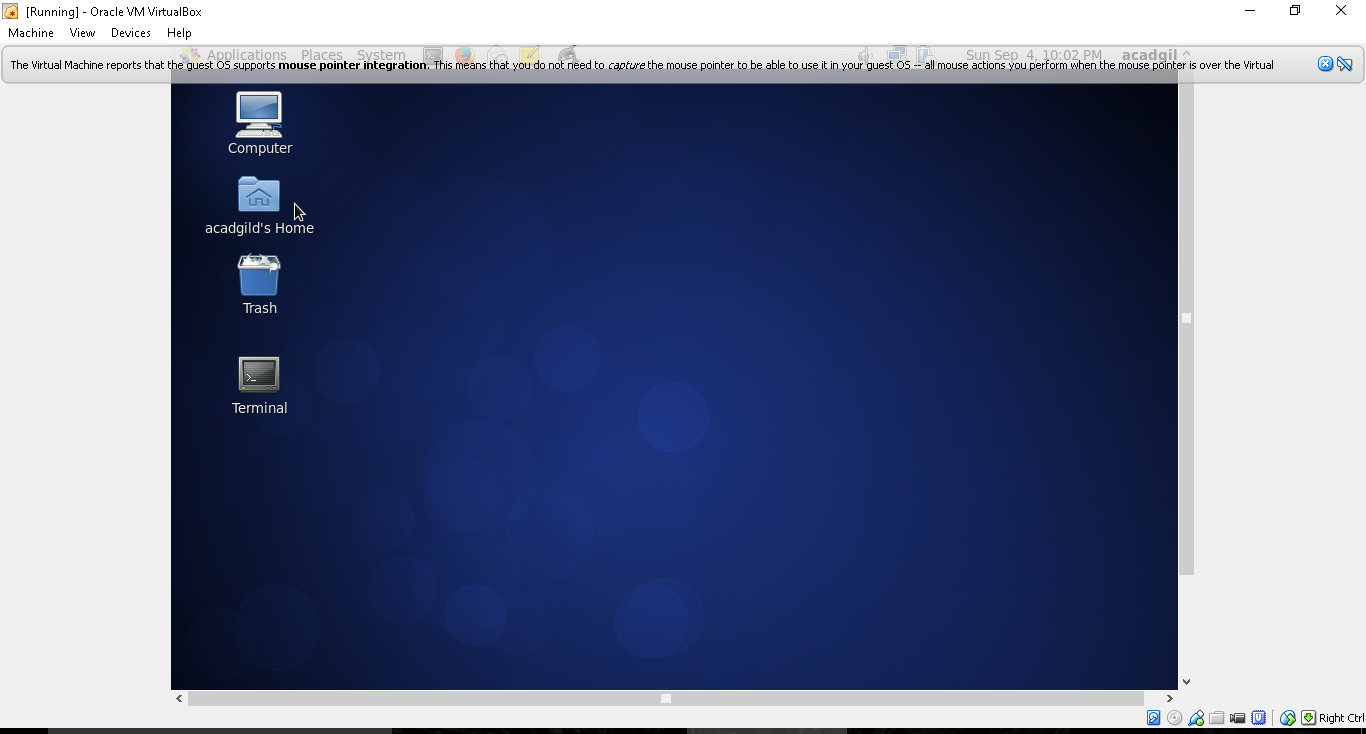 [Running] - Oracle VM VirtualBox
Machine View Devices Help
Applications Places System Sun Sep 4, 10:02 PM acadgil
The Virtual Machine reports that the guest OS supports mouse pointer integration. This means that you do not need to capture the mouse pointer to be able to use it in your guest OS -- all mouse actions you perform when the mouse pointer is over the Virtual
Computer
acadgild's Home
Trash
Terminal
Right Ctrl